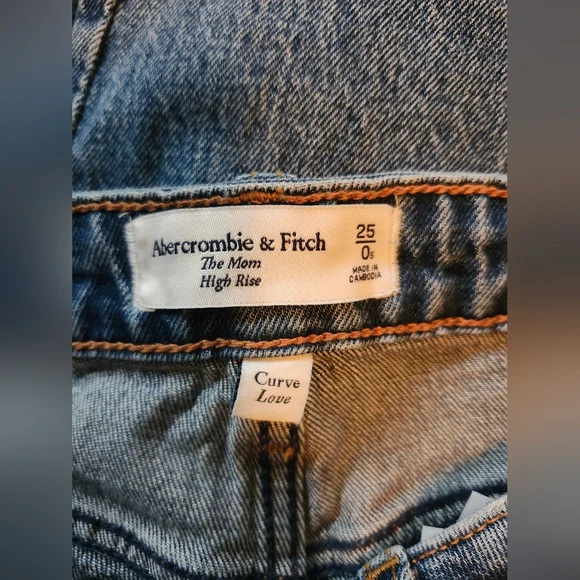 Abercrombie & Fitch
The Mom
High Rise
25
0s
MADE IN
CAMBODIA
Curve
Love